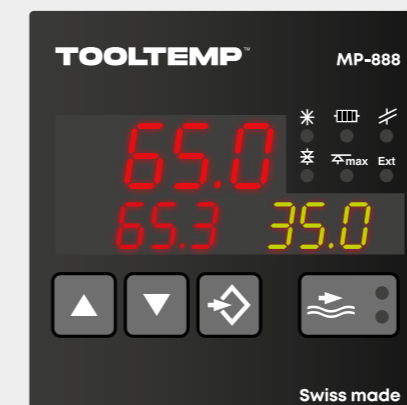 TOOLTEMP™
MP-888
max Ext
65.0
65.3 35.0
Swiss made